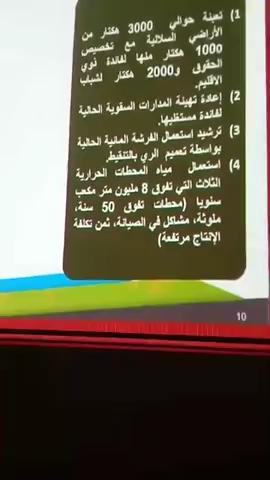 1) تعبئة حوالي 3000 هكتار من
الأراضي السلالية مع تخصيص
1000 هكتار منها لفائدة ذوي
الحقوق و2000 هكتار لشباب
الإقليم.
2) إعادة تهيئة المدارات السقوية الحالية
لفائدة مستغليها.
3) ترشيد استعمال الفرشة المائية الحالية
بواسطة تعميم الري بالتنقيط.
4) استعمال مياه المحطات الحرارية
الثلاث التي تفوق 8 مليون متر مكعب
سنويا (محطات تفوق 50 سنة،
ملوثة، مشاكل في الصيانة، ثمن تكلفة
الإنتاج مرتفعة)
10